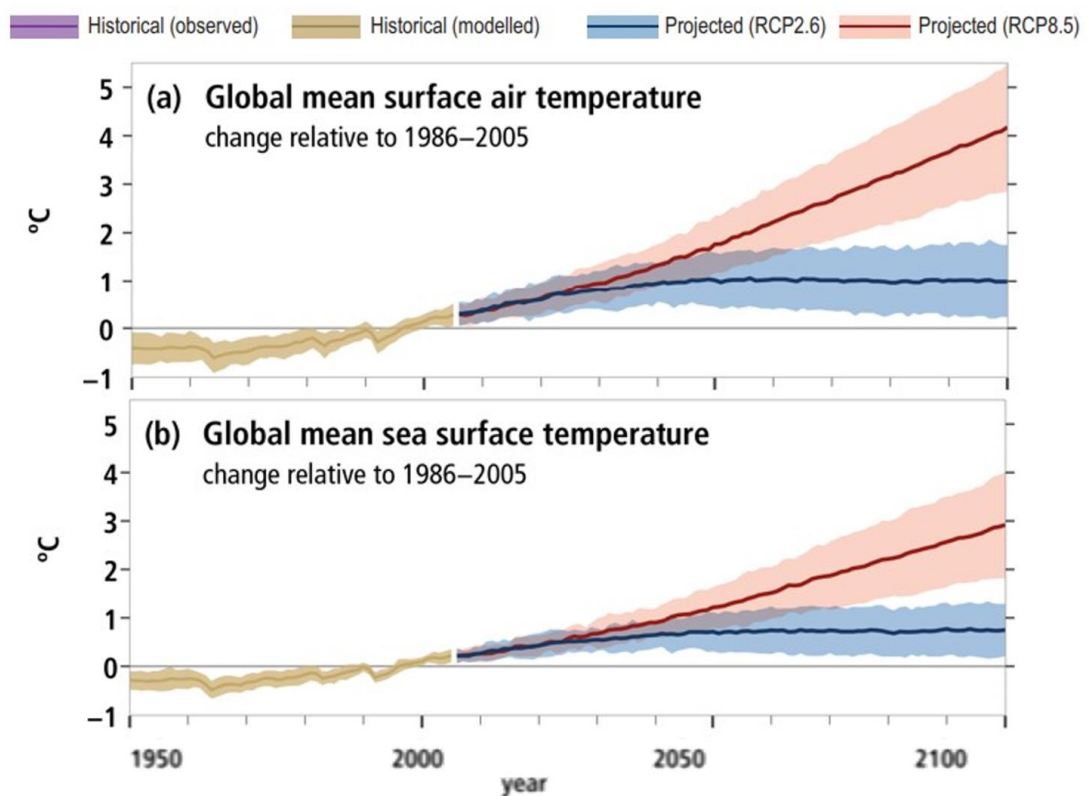 Historical (observed) Historical (modelled) Projected (RCP2.6) Projected (RCP8.5)
(a) Global mean surface air temperature
change relative to 1986–2005
5
4
3
2
1
0
–1
ºC
(b) Global mean sea surface temperature
change relative to 1986–2005
5
4
3
2
1
0
–1
ºC
1950 2000 2050 2100
year